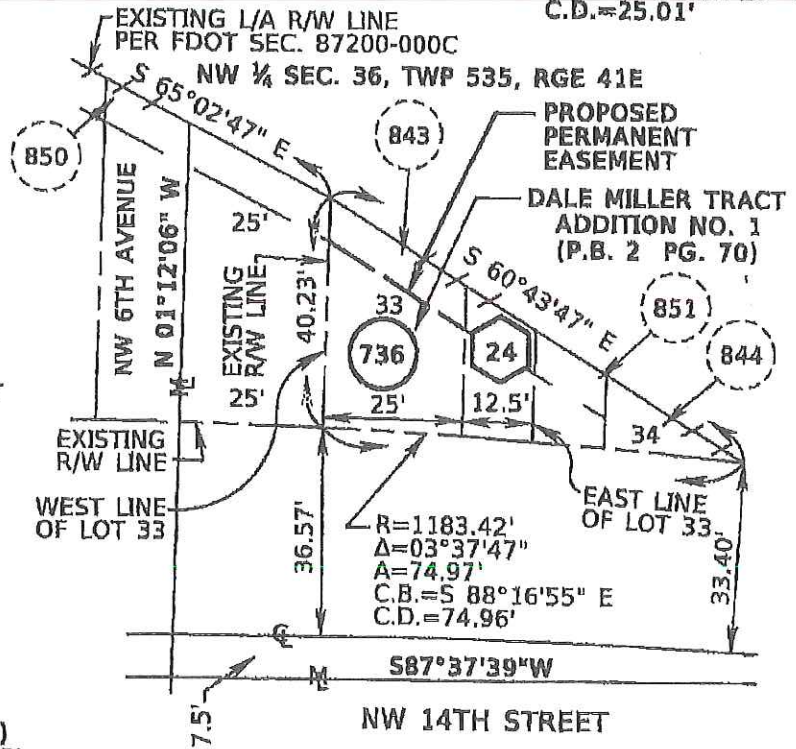 C.D.=25.01'
EXISTING L/A R/W LINE
PER FDOT SEC. 87200-000C
NW ¼ SEC. 36, TWP 535, RGE 41E
S 65°02'47" E
850
843
PROPOSED
PERMANENT
EASEMENT
DALE MILLER TRACT
ADDITION NO. 1
(P.B. 2 PG. 70)
NW 6TH AVENUE
N 01°12'06" W
25'
EXISTING
R/W LINE
40.23'
S 60°43'47" E
33
736
24
851
844
25'
25'
12.5'
34
EXISTING
R/W LINE
WEST LINE
OF LOT 33
EAST LINE
OF LOT 33
36.57'
R=1183.42'
Δ=03°37'47"
A=74.97'
C.B.=S 88°16'55" E
C.D.=74.96'
33.40'
S87°37'39"W
7.5'
NW 14TH STREET
)